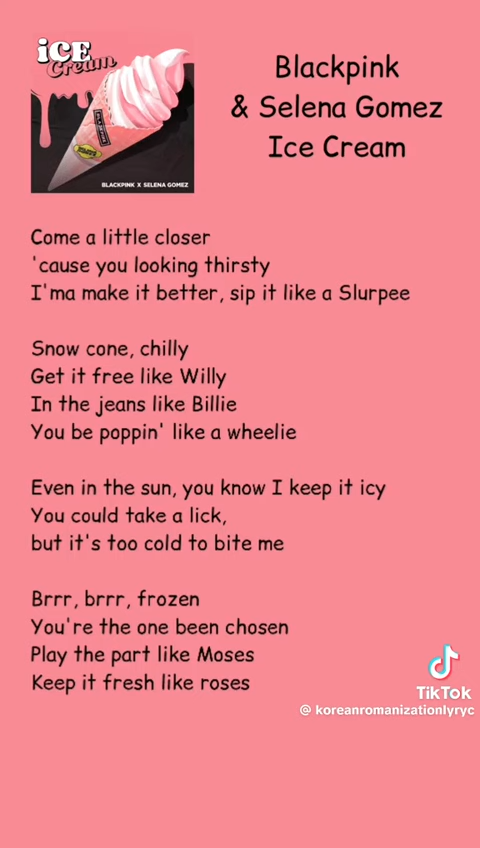 iCE
Cream
BLACKPINK X SELENA GOMEZ
Blackpink
& Selena Gomez
Ice Cream
Come a little closer
'cause you looking thirsty
I'ma make it better, sip it like a Slurpee
Snow cone, chilly
Get it free like Willy
In the jeans like Billie
You be poppin' like a wheelie
Even in the sun, you know I keep it icy
You could take a lick,
but it's too cold to bite me
Brrr, brrr, frozen
You're the one been chosen
Play the part like Moses
Keep it fresh like roses
TikTok
@ koreanromanizationlyryc